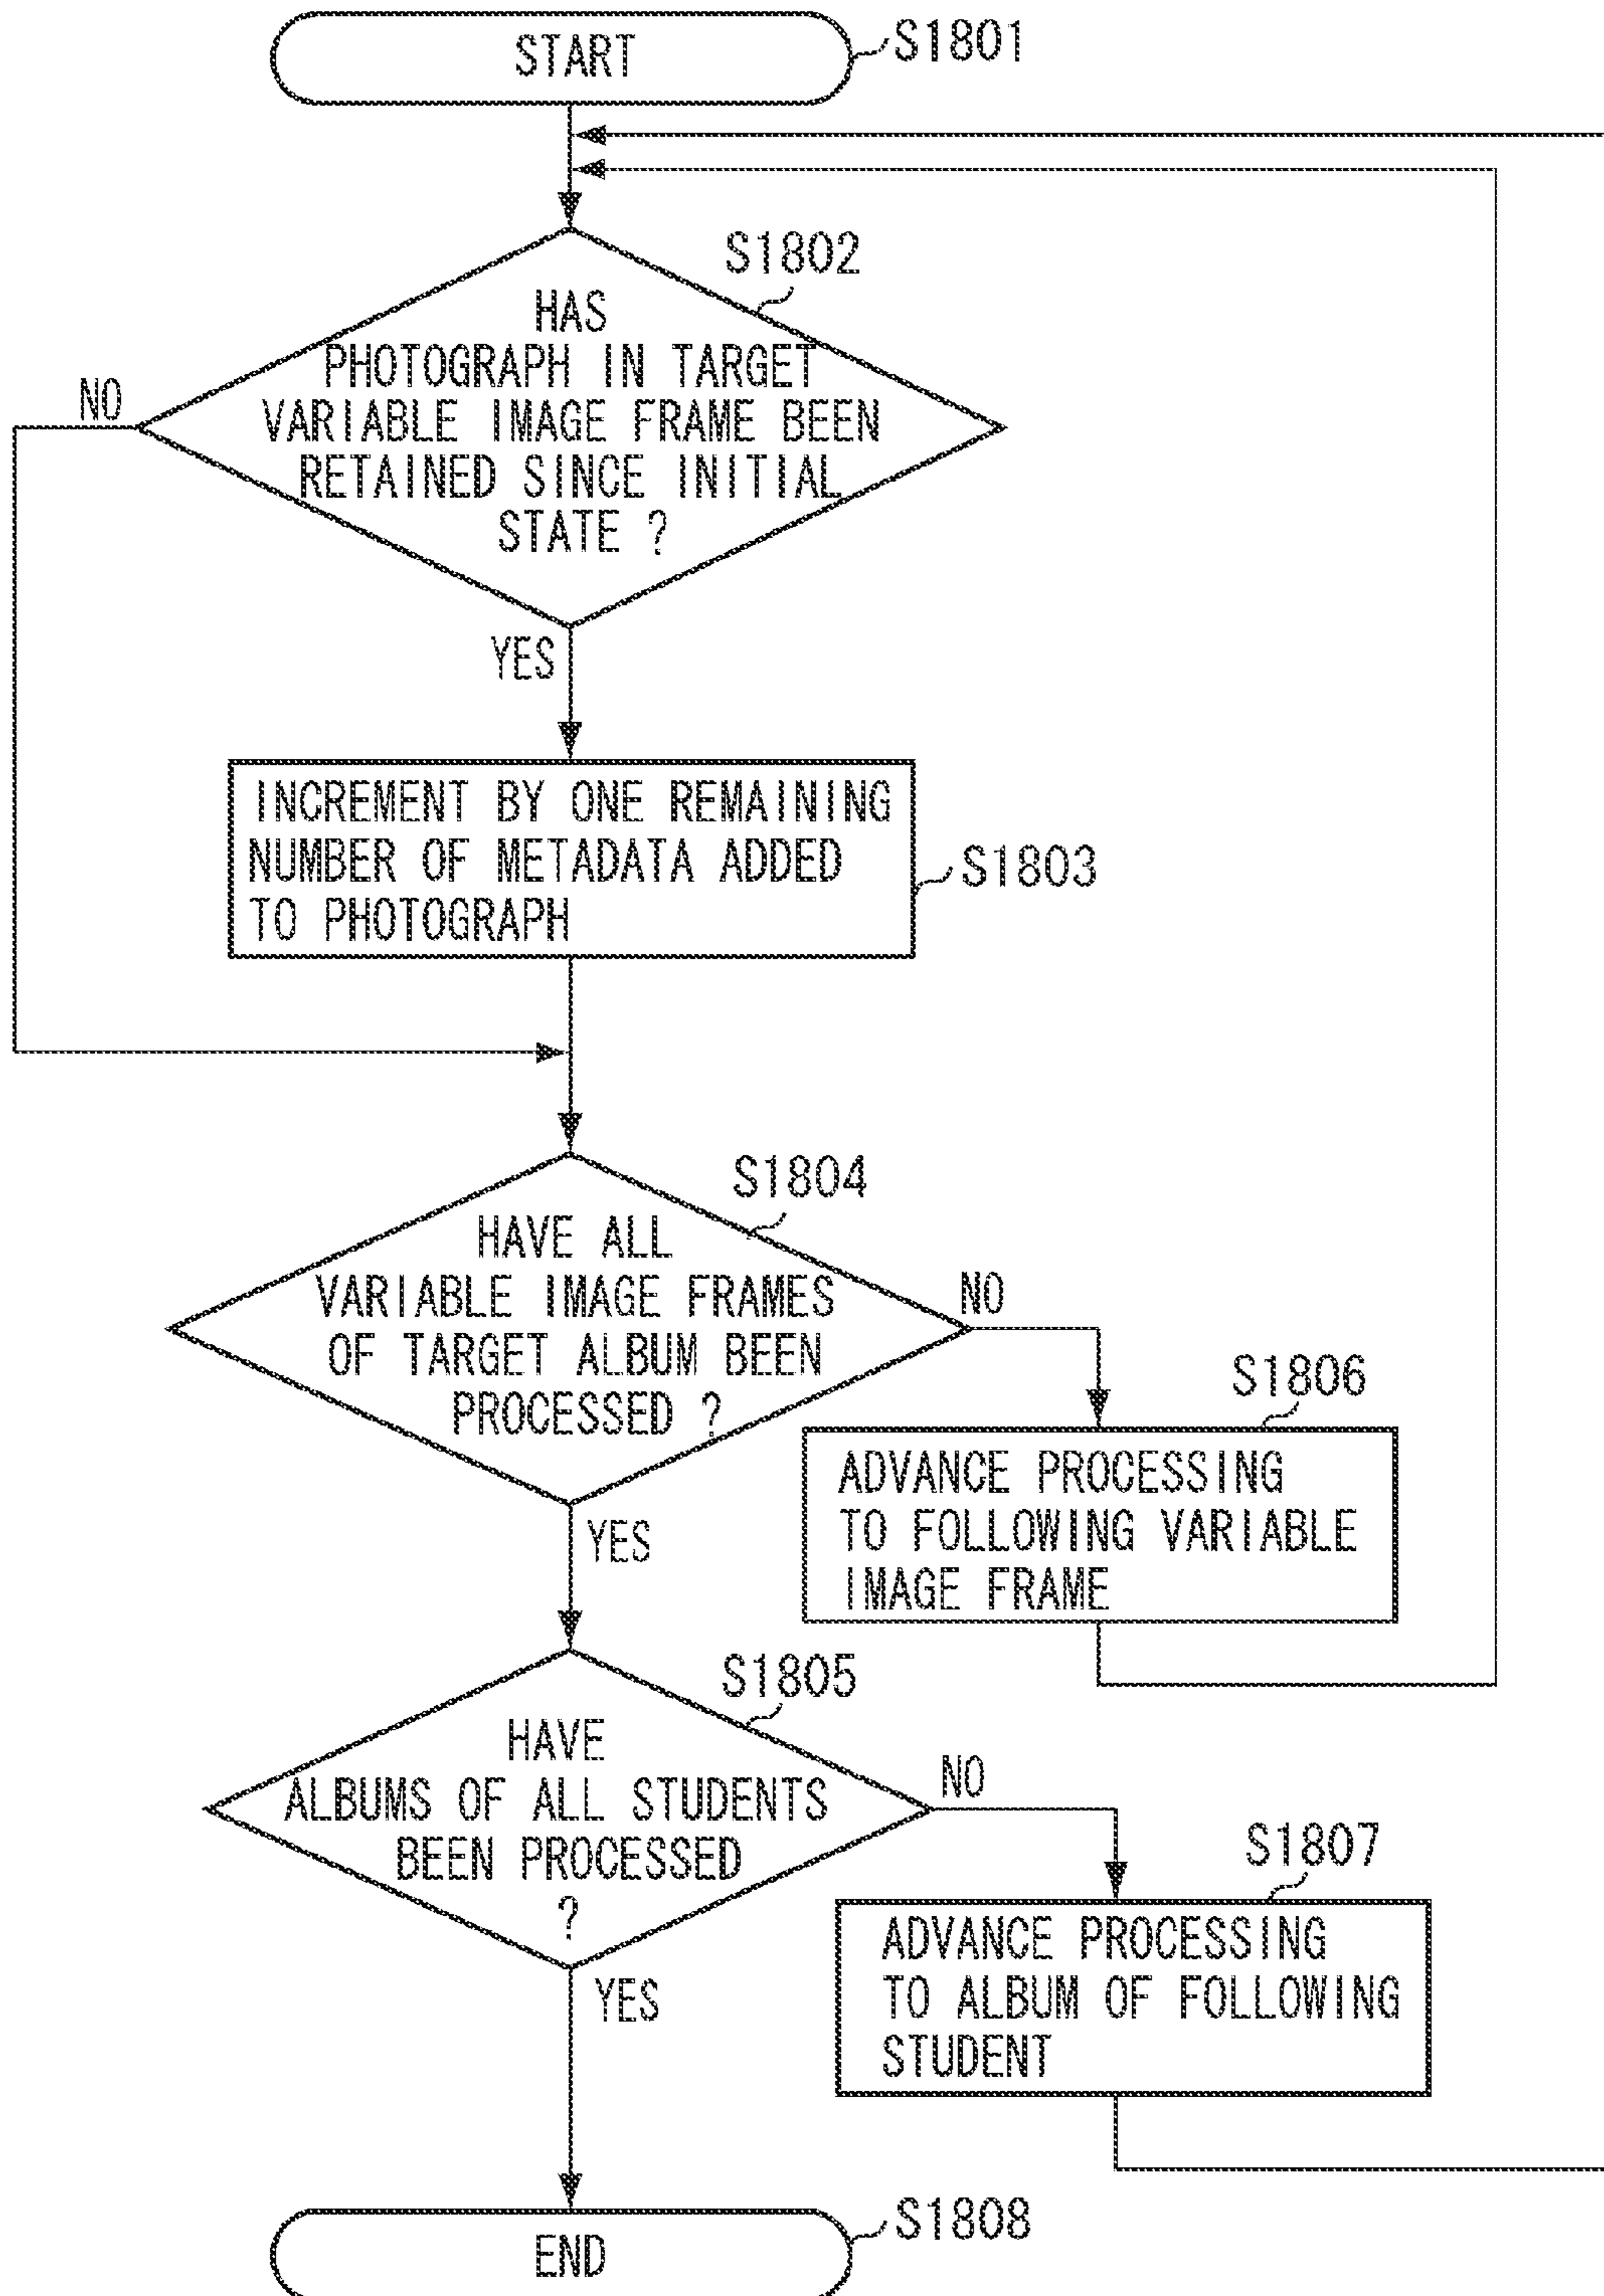 START
S1801
S1802
HAS
PHOTOGRAPH IN TARGET
VARIABLE IMAGE FRAME BEEN
RETAINED SINCE INITIAL
STATE ?
NO
YES
INCREMENT BY ONE REMAINING
NUMBER OF METADATA ADDED
TO PHOTOGRAPH
S1803
S1804
HAVE ALL
VARIABLE IMAGE FRAMES
OF TARGET ALBUM BEEN
PROCESSED ?
NO
YES
S1806
ADVANCE PROCESSING
TO FOLLOWING VARIABLE
IMAGE FRAME
S1805
HAVE
ALBUMS OF ALL STUDENTS
BEEN PROCESSED
?
NO
YES
S1807
ADVANCE PROCESSING
TO ALBUM OF FOLLOWING
STUDENT
END
S1808